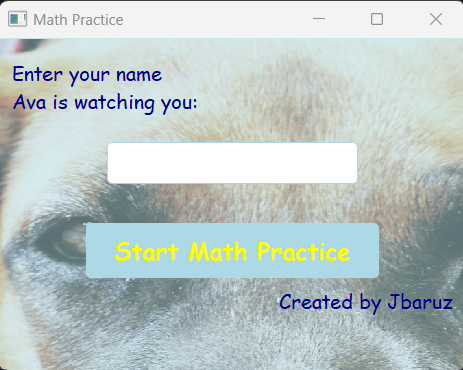 Math Practice
Enter your name
Ava is watching you:
Start Math Practice
Created by Jbaruz